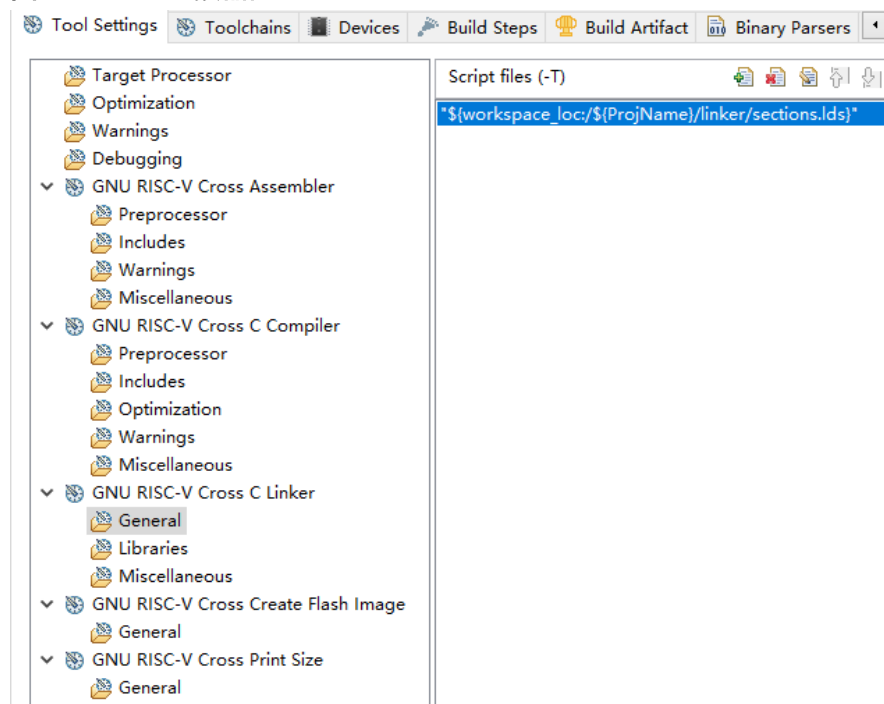 Tool Settings Toolchains Devices Build Steps Build Artifact Binary Parsers
Target Processor
Optimization
Warnings
Debugging
GNU RISC-V Cross Assembler
Preprocessor
Includes
Warnings
Miscellaneous
GNU RISC-V Cross C Compiler
Preprocessor
Includes
Optimization
Warnings
Miscellaneous
GNU RISC-V Cross C Linker
General
Libraries
Miscellaneous
GNU RISC-V Cross Create Flash Image
General
GNU RISC-V Cross Print Size
General
Script files (-T)
"${workspace_loc:/${ProjName}/linker/sections.lds}"